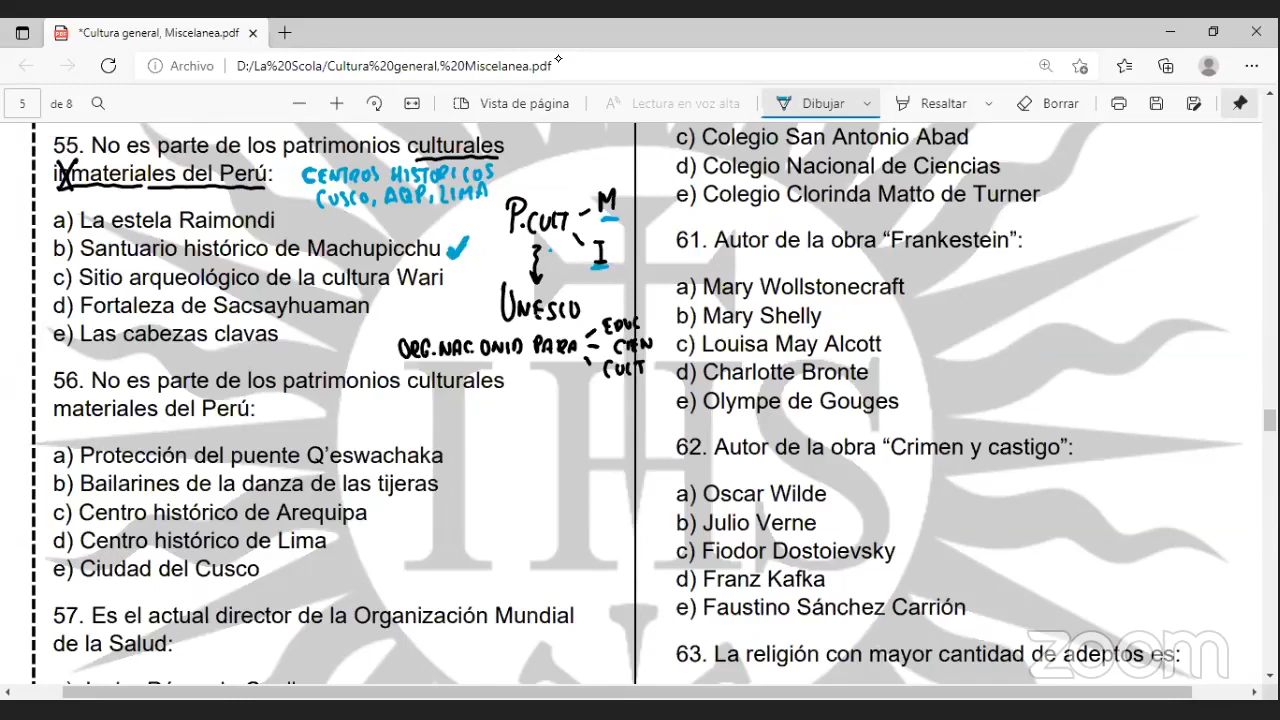 *Cultura general, Miscelanea.pdf
Archivo
D:/La%20Scola/Cultura%20general,%20Miscelanea.pdf
5
de 8
Vista de página
Lectura en voz alta
Dibujar
Resaltar
Borrar
55. No es parte de los patrimonios culturales
inmateriales del Perú:
CENTROS HISTORICOS
CUSCO, AQP, LIMA
a) La estela Raimondi
b) Santuario histórico de Machupicchu
c) Sitio arqueológico de la cultura Wari
d) Fortaleza de Sacsayhuaman
e) Las cabezas clavas
P.CULT
M
I
UNESCO
ORG. NAC. UNID PARA
EDUC
CIEN
CULT
56. No es parte de los patrimonios culturales
materiales del Perú:
a) Protección del puente Q’eswachaka
b) Bailarines de la danza de las tijeras
c) Centro histórico de Arequipa
d) Centro histórico de Lima
e) Ciudad del Cusco
57. Es el actual director de la Organización Mundial
de la Salud:
c) Colegio San Antonio Abad
d) Colegio Nacional de Ciencias
e) Colegio Clorinda Matto de Turner
61. Autor de la obra “Frankestein”:
a) Mary Wollstonecraft
b) Mary Shelly
c) Louisa May Alcott
d) Charlotte Bronte
e) Olympe de Gouges
62. Autor de la obra “Crimen y castigo”:
a) Oscar Wilde
b) Julio Verne
c) Fiodor Dostoievsky
d) Franz Kafka
e) Faustino Sánchez Carrión
63. La religión con mayor cantidad de adeptos es:
IHS
zoom